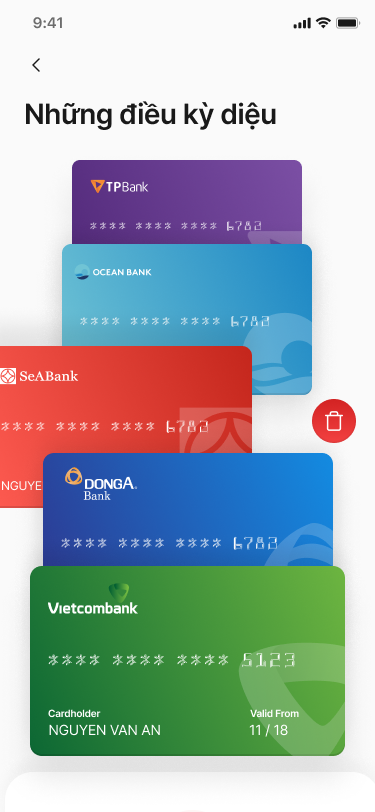 9:41
Những điều kỳ diệu
TPBank
**** **** **** 6782
OCEAN BANK
**** **** **** 6782
SeABank
**** **** **** 6782
NGUYE
DONGA
Bank
**** **** **** 6782
Vietcombank
**** **** **** 5123
Cardholder Valid From
NGUYEN VAN AN 11 / 18